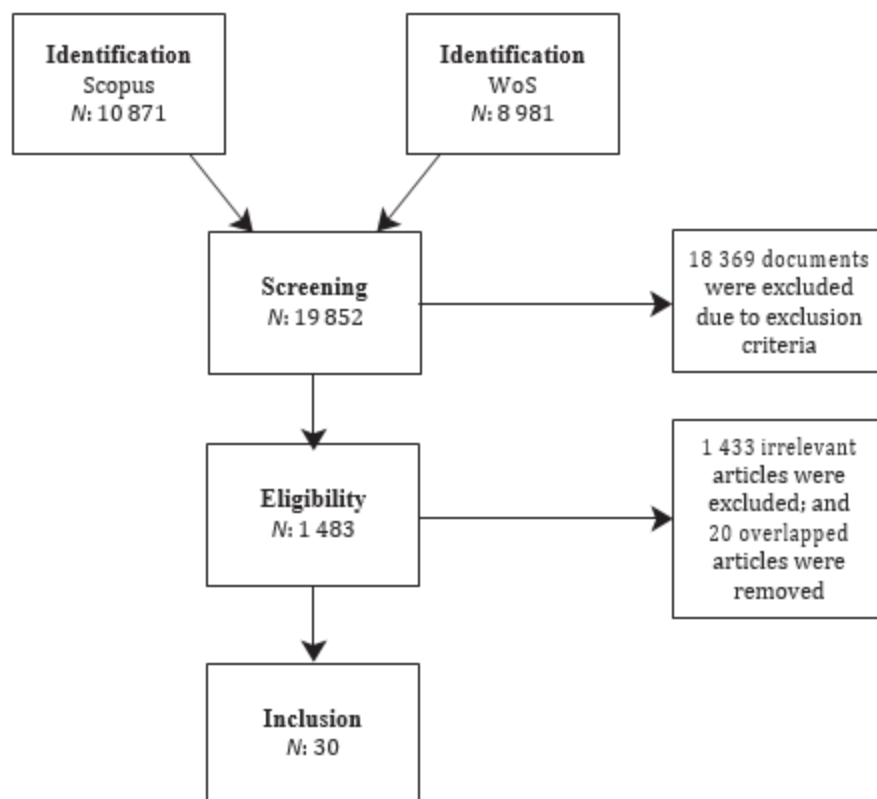 Identification
Scopus
N: 10 871
Identification
WoS
N: 8 981
Screening
N: 19 852
18 369 documents
were excluded
due to exclusion
criteria
Eligibility
N: 1 483
1 433 irrelevant
articles were
excluded; and
20 overlapped
articles were
removed
Inclusion
N: 30